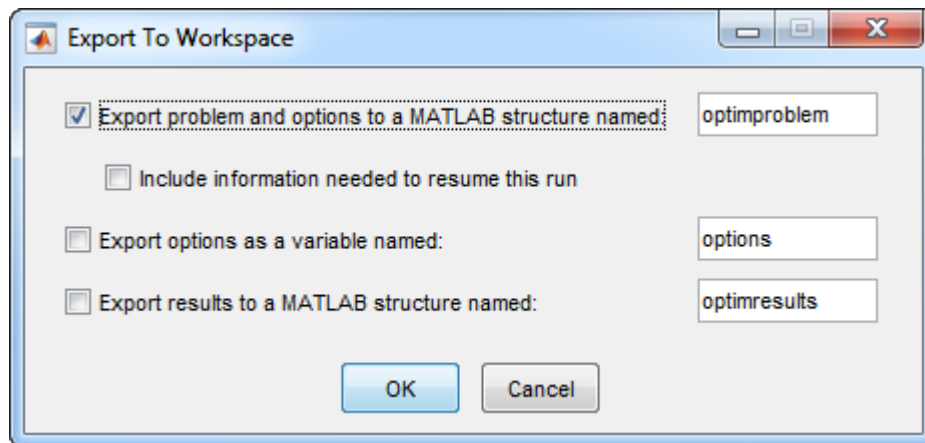 Export To Workspace
Export problem and options to a MATLAB structure named: optimproblem
Include information needed to resume this run
Export options as a variable named: options
Export results to a MATLAB structure named: optimresults
OK Cancel